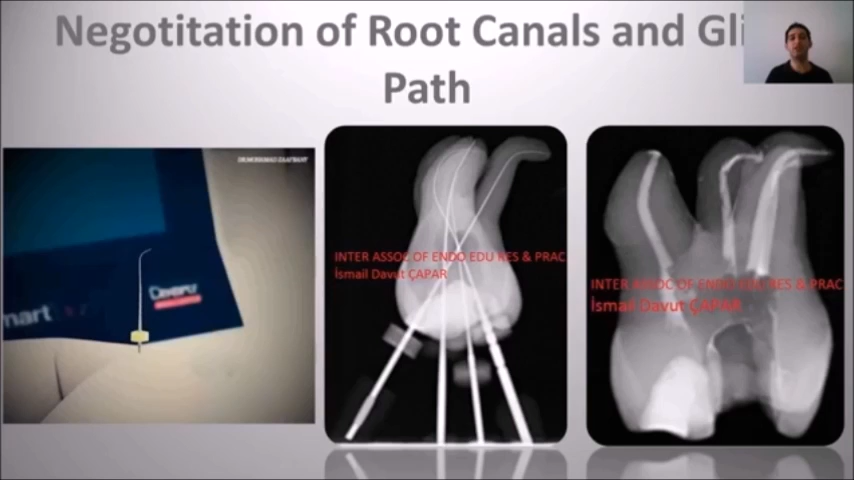 Negotitation of Root Canals and Gli
Path
INTER ASSOC OF ENDO EDU RES & PRAC
İsmail Davut ÇAPAR
INTER ASSOC OF ENDO EDU RES & PRAC
İsmail Davut ÇAPAR
mart